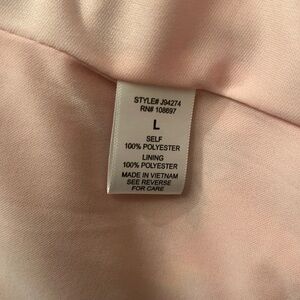 STYLE# J94274
RN# 108697
L
SELF
100% POLYESTER
LINING
100% POLYESTER
MADE IN VIETNAM
SEE REVERSE
FOR CARE